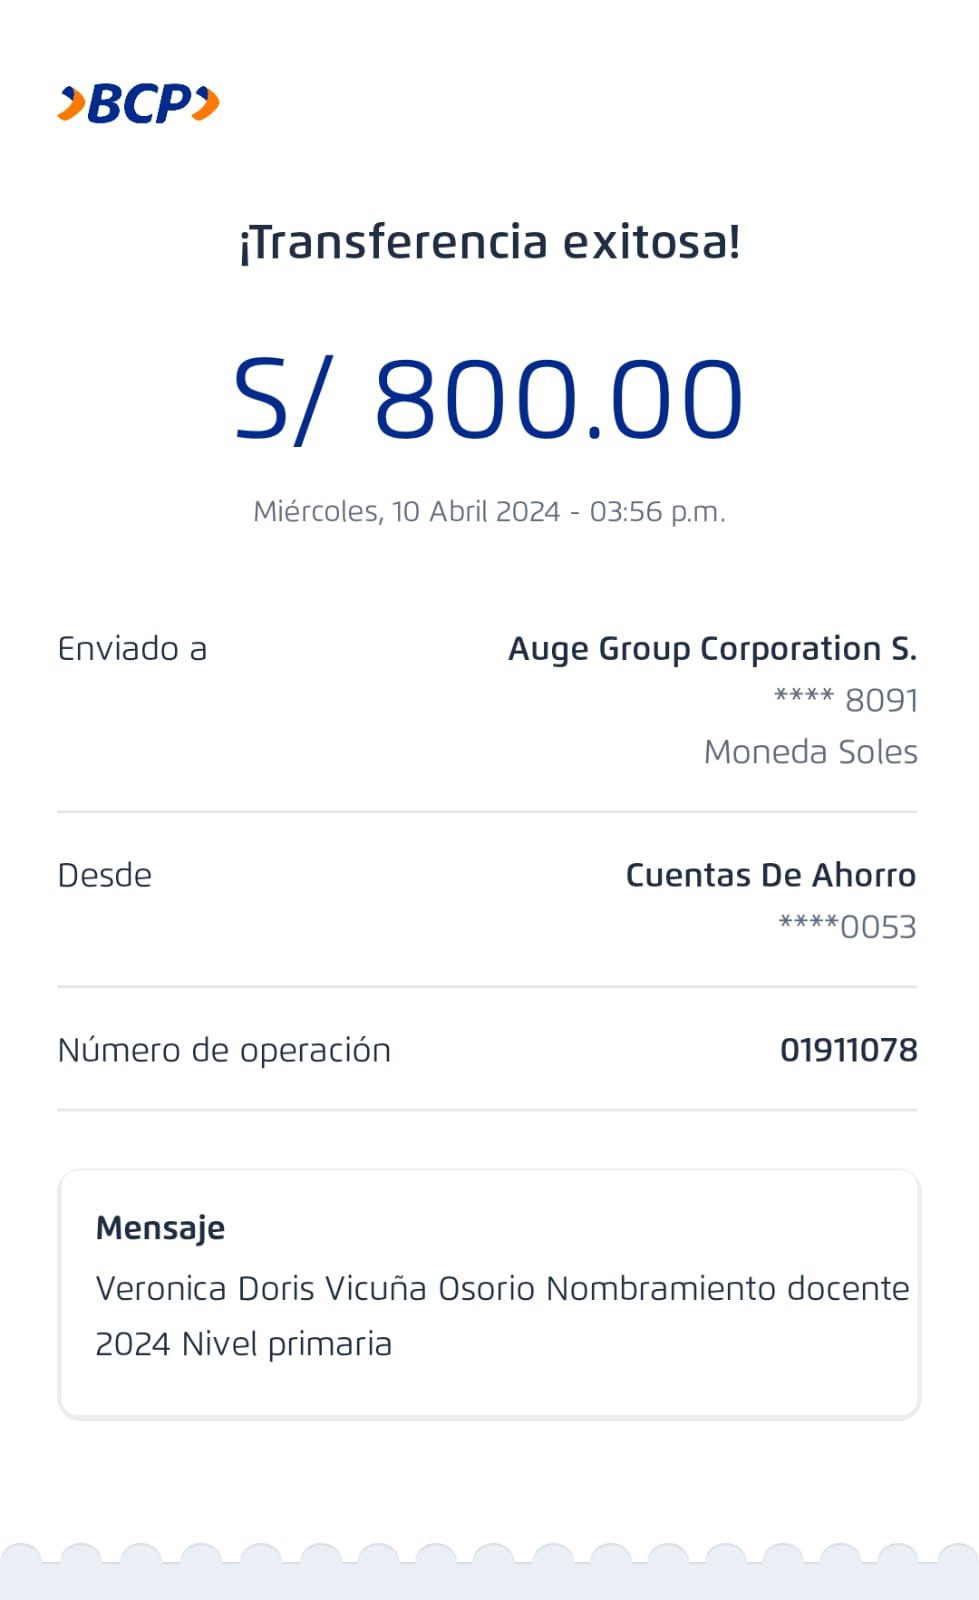 BCP
¡Transferencia exitosa!
S/ 800.00
Miércoles, 10 Abril 2024 - 03:56 p.m.
Enviado a
Auge Group Corporation S.
**** 8091
Moneda Soles
Desde
Cuentas De Ahorro
****0053
Número de operación
01911078
Mensaje
Veronica Doris Vicuña Osorio Nombramiento docente
2024 Nivel primaria